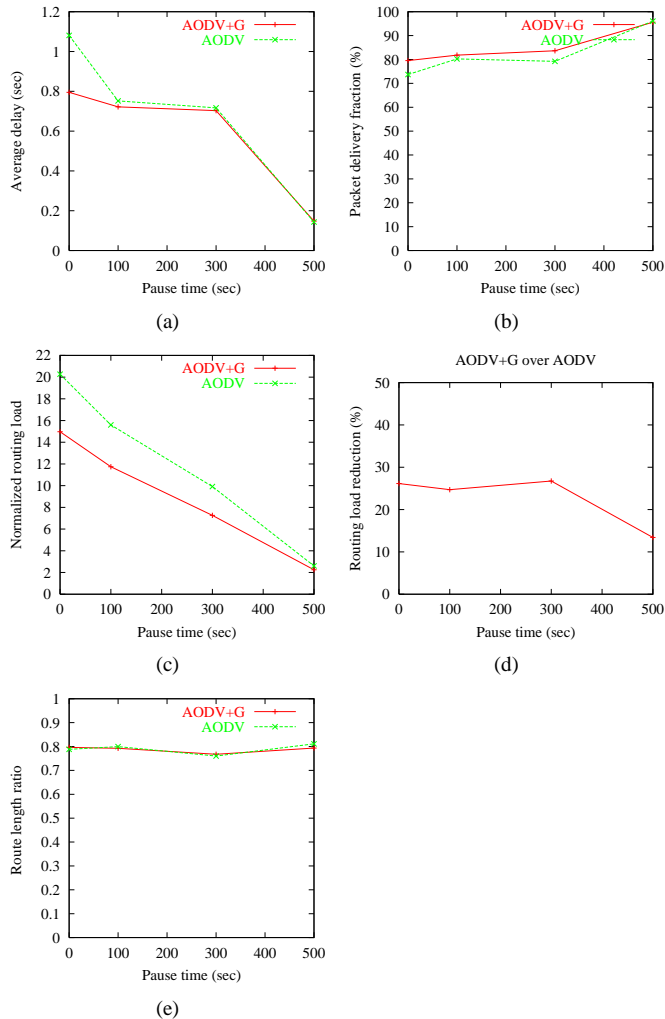 AODV+G
AODV
Average delay (sec)
1.2
1
0.8
0.6
0.4
0.2
0
0 100 200 300 400 500
Pause time (sec)
(a)
AODV+G
AODV
Packet delivery fraction (%)
100
90
80
70
60
50
40
30
20
10
0
0 100 200 300 400 500
Pause time (sec)
(b)
AODV+G
AODV
Normalized routing load
22
20
18
16
14
12
10
8
6
4
2
0
0 100 200 300 400 500
Pause time (sec)
(c)
AODV+G over AODV
Routing load reduction (%)
50
40
30
20
10
0
0 100 200 300 400 500
Pause time (sec)
(d)
AODV+G
AODV
Route length ratio
1
0.9
0.8
0.7
0.6
0.5
0.4
0.3
0.2
0.1
0
0 100 200 300 400 500
Pause time (sec)
(e)